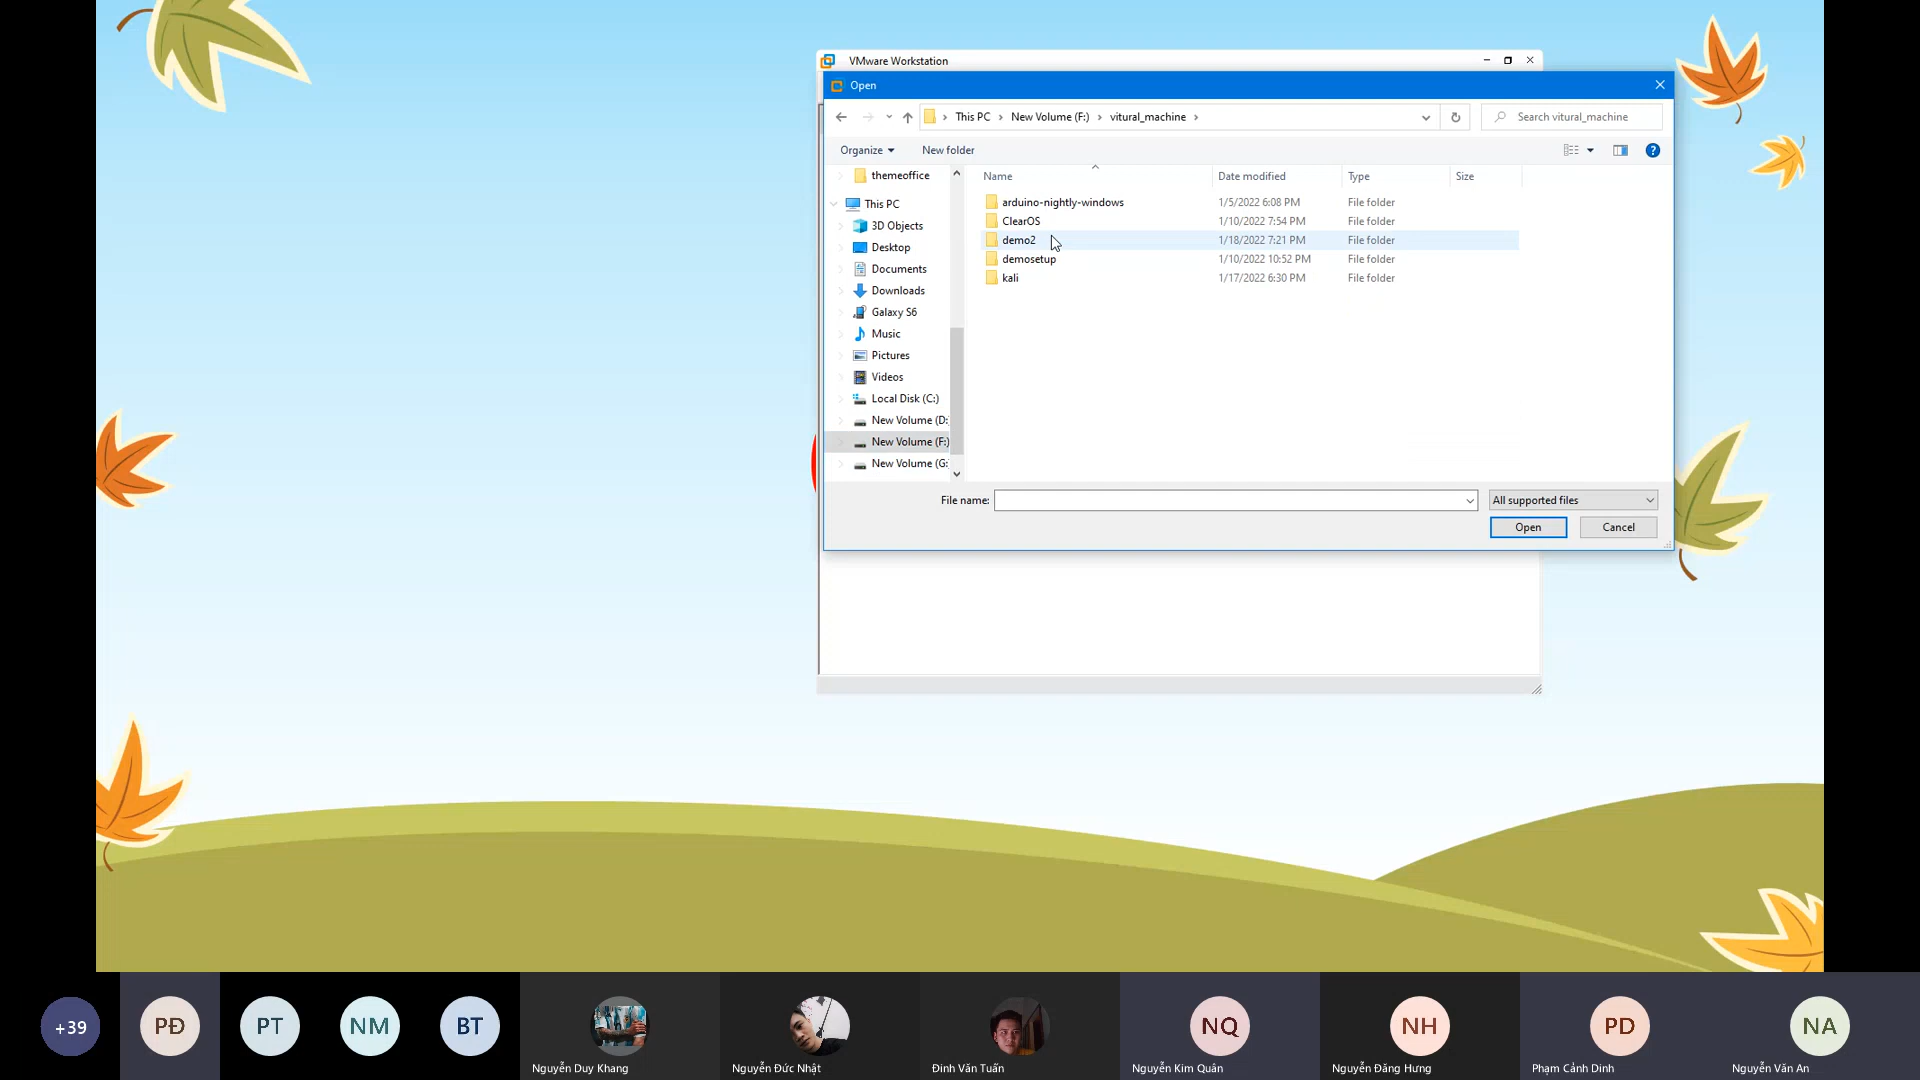 VMware Workstation
Open
This PC
New Volume (F:)
vitural_machine
Search vitural_machine
Organize
New folder
themeoffice
This PC
3D Objects
Desktop
Documents
Downloads
Galaxy S6
Music
Pictures
Videos
Local Disk (C:)
New Volume (D:
New Volume (F:)
New Volume (G:
Name Date modified Type Size
arduino-nightly-windows 1/5/2022 6:08 PM File folder
ClearOS 1/10/2022 7:54 PM File folder
demo2 1/18/2022 7:21 PM File folder
demosetup 1/10/2022 10:52 PM File folder
kali 1/17/2022 6:30 PM File folder
File name:
All supported files
Open
Cancel
+39
PĐ
PT
NM
BT
NQ
NH
PD
NA
Nguyễn Duy Khang
Nguyễn Đức Nhật
Đinh Văn Tuấn
Nguyễn Kim Quân
Nguyễn Đăng Hưng
Phạm Cảnh Dinh
Nguyễn Văn An